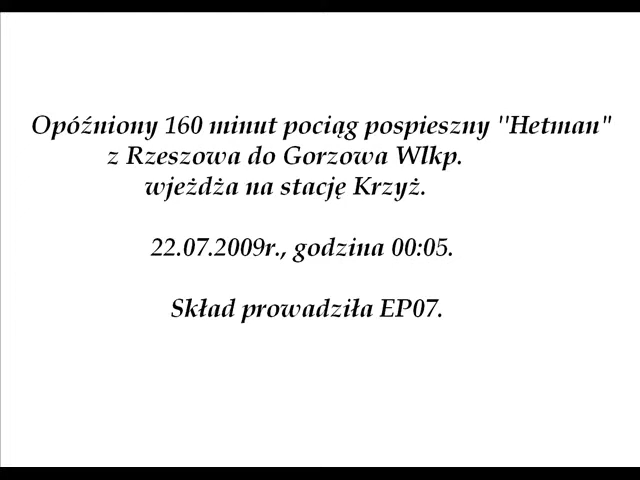 Opóźniony 160 minut pociąg pospieszny "Hetman"
z Rzeszowa do Gorzowa Wlkp.
wjeżdża na stację Krzyż.
22.07.2009r., godzina 00:05.
Skład prowadziła EP07.